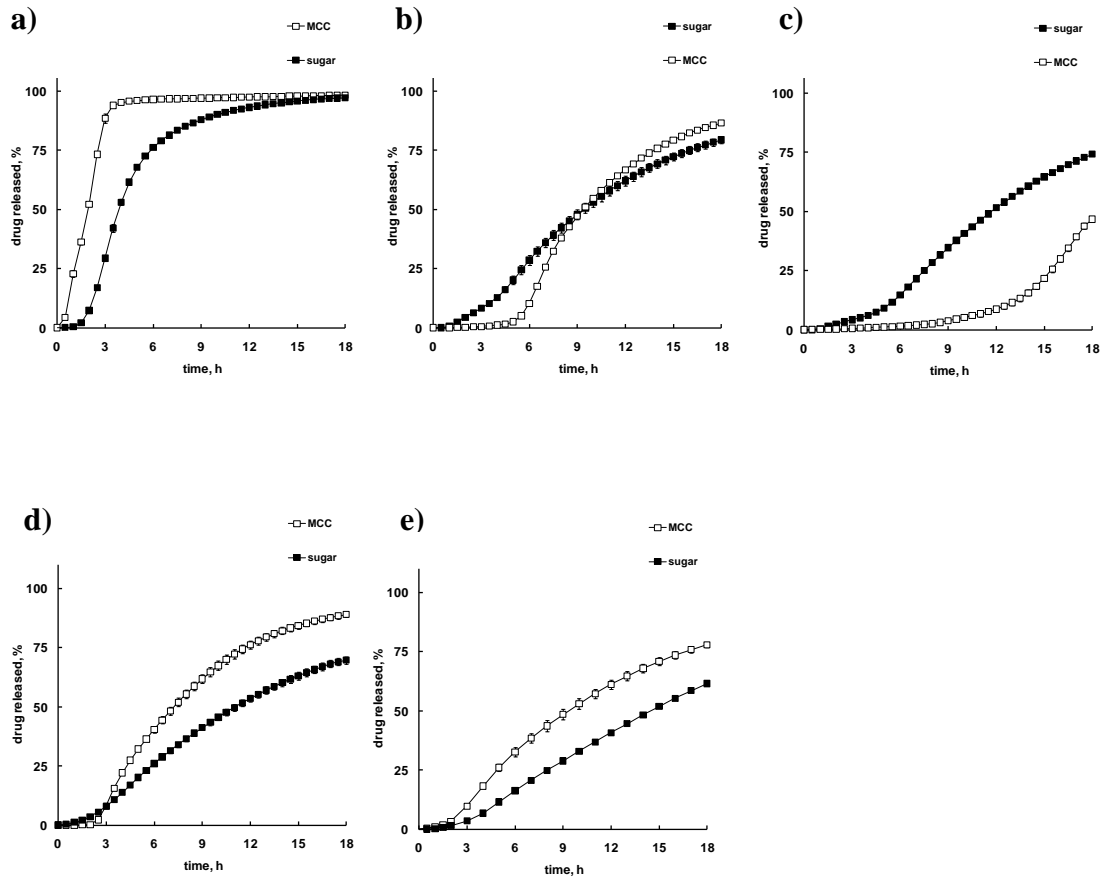 a)
MCC
sugar
drug released, %
100
75
50
25
0
0 3 6 9 12 15 18
time, h
b)
sugar
MCC
drug released, %
100
75
50
25
0
0 3 6 9 12 15 18
time, h
c)
sugar
MCC
drug released, %
100
75
50
25
0
0 3 6 9 12 15 18
time, h
d)
MCC
sugar
drug released, %
100
75
50
25
0
0 3 6 9 12 15 18
time, h
e)
MCC
sugar
drug released, %
100
75
50
25
0
0 3 6 9 12 15 18
time, h